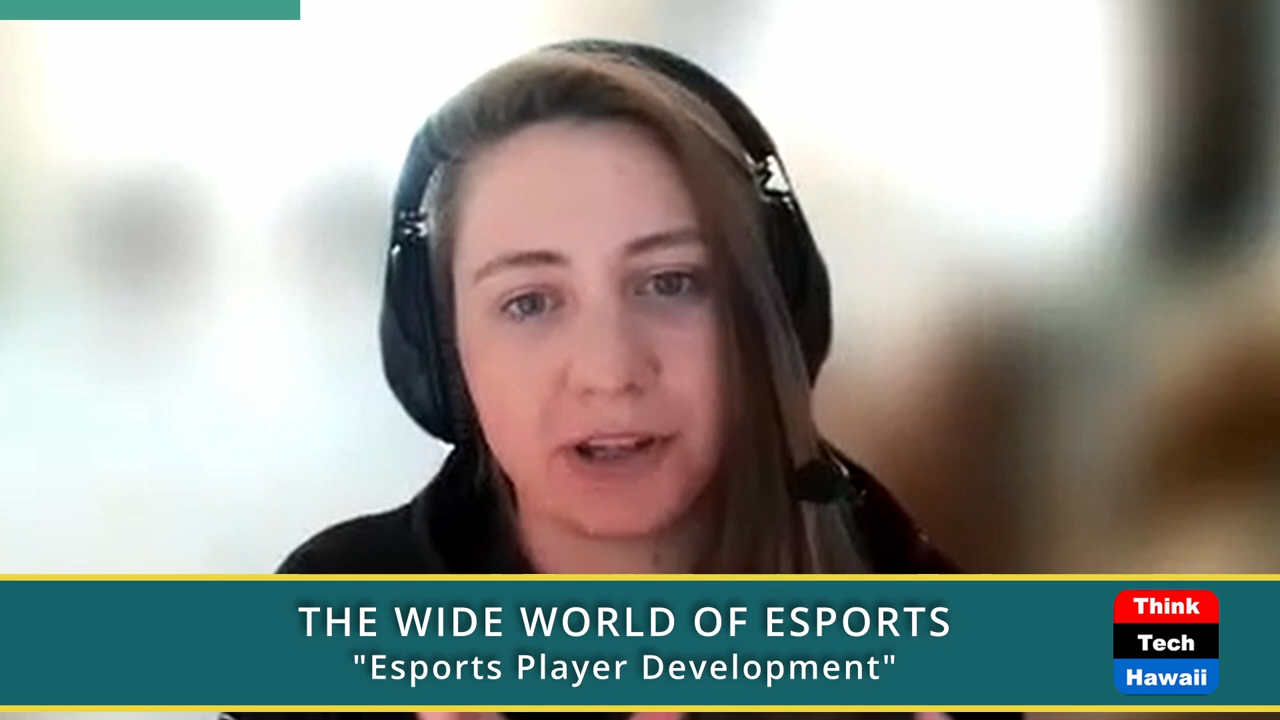 THE WIDE WORLD OF ESPORTS
"Esports Player Development"
Think
Tech
Hawaii